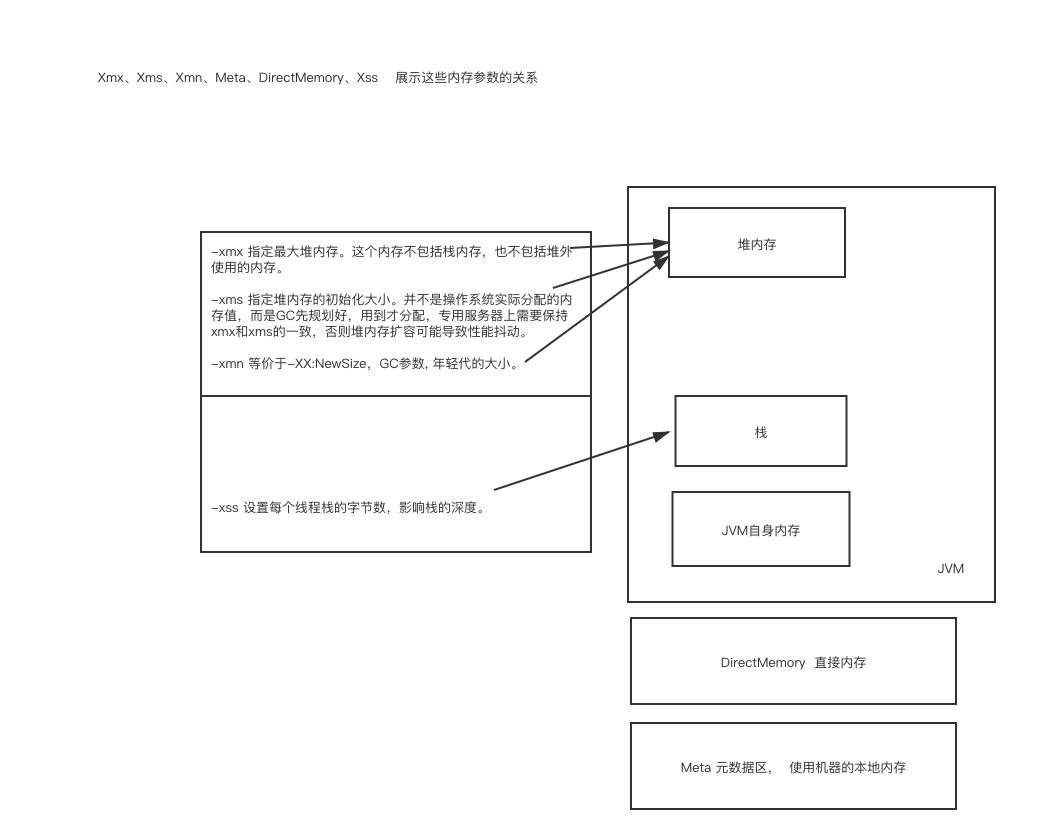 Xmx、Xms、Xmn、Meta、DirectMemory、Xss 展示这些内存参数的关系
-xmx 指定最大堆内存。这个内存不包括栈内存，也不包括堆外
使用的内存。
-xms 指定堆内存的初始化大小。并不是操作系统实际分配的内
存值，而是GC先规划好，用到才分配，专用服务器上需要保持
xmx和xms的一致，否则堆内存扩容可能导致性能抖动。
-xmn 等价于-XX:NewSize，GC参数, 年轻代的大小。
-xss 设置每个线程栈的字节数，影响栈的深度。
堆内存
栈
JVM自身内存
JVM
DirectMemory 直接内存
Meta 元数据区， 使用机器的本地内存